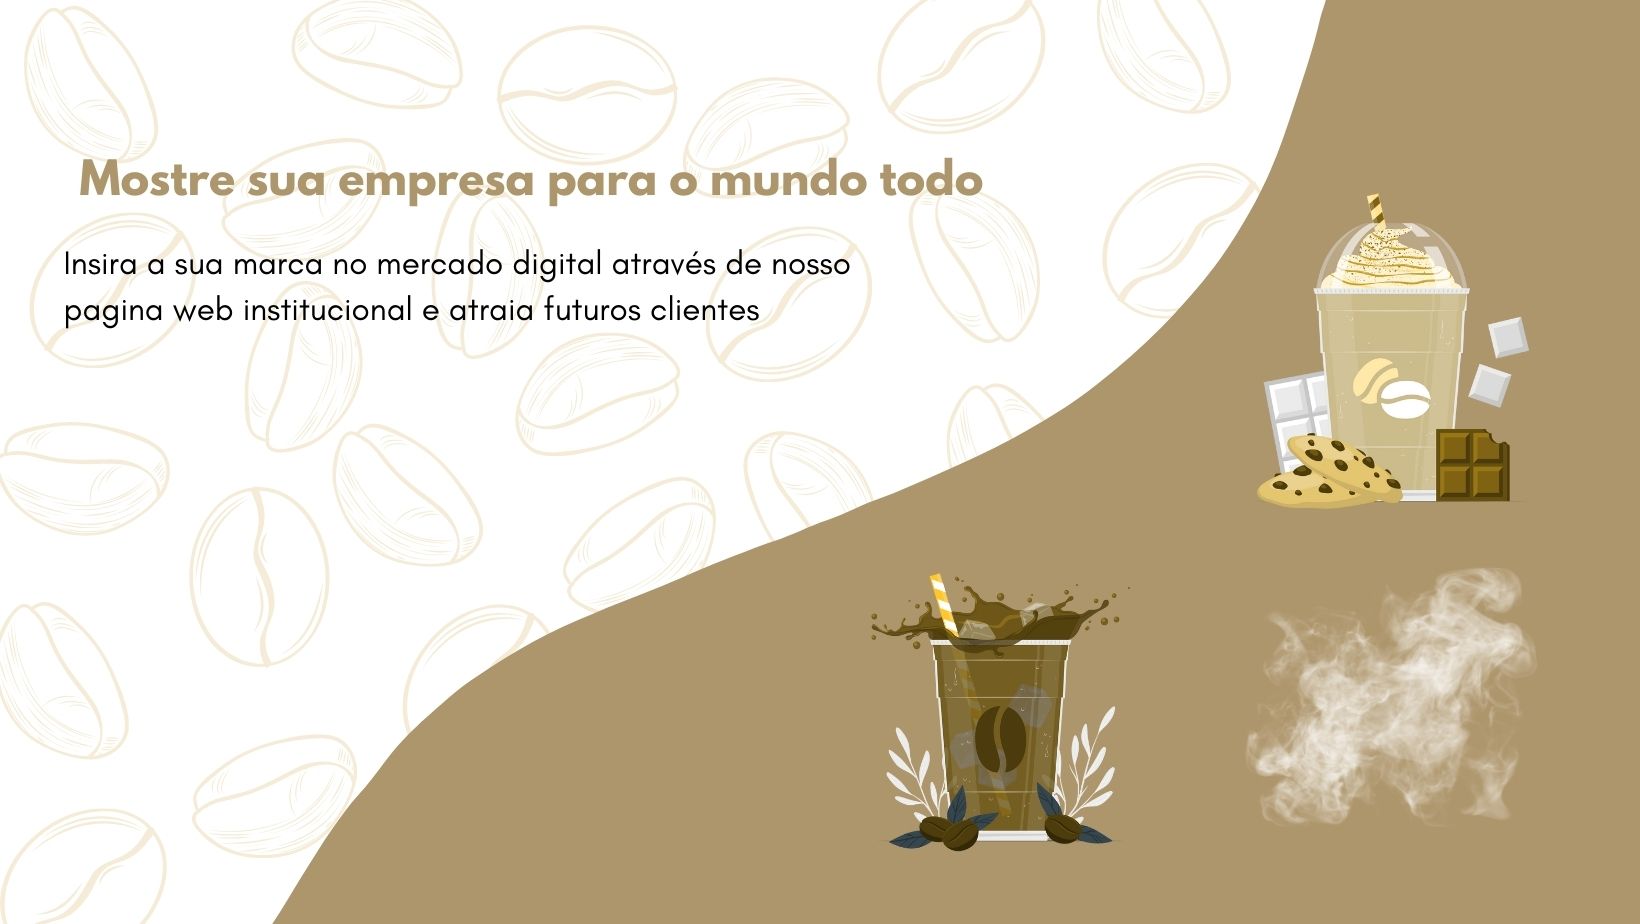 Mostre sua empresa para o mundo todo
Insira a sua marca no mercado digital através de nosso
pagina web institucional e atraia futuros clientes